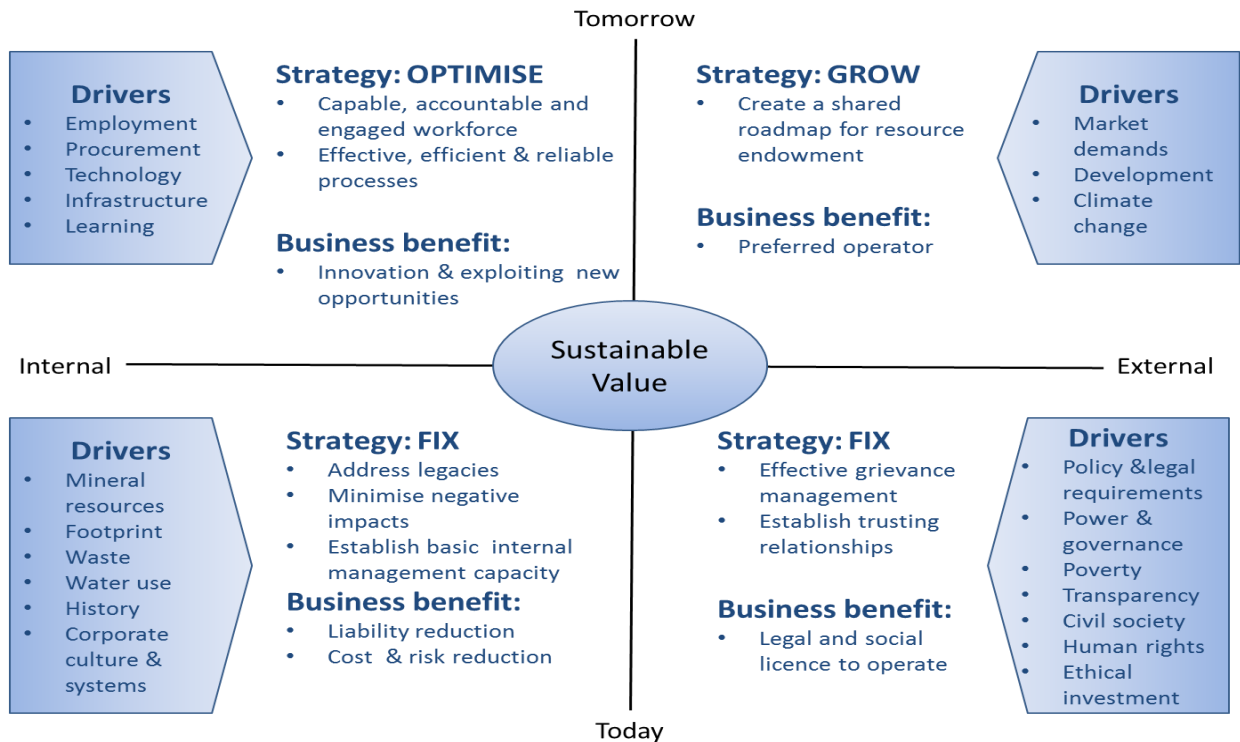 Tomorrow
Drivers
• Employment
• Procurement
• Technology
• Infrastructure
• Learning
Strategy: OPTIMISE
• Capable, accountable and
engaged workforce
• Effective, efficient & reliable
processes
Business benefit:
• Innovation & exploiting new
opportunities
Strategy: GROW
• Create a shared
roadmap for resource
endowment
Business benefit:
• Preferred operator
Drivers
• Market
demands
• Development
• Climate
change
Internal
Sustainable
Value
External
Drivers
• Mineral
resources
• Footprint
• Waste
• Water use
• History
• Corporate
culture &
systems
Strategy: FIX
• Address legacies
• Minimise negative
impacts
• Establish basic internal
management capacity
Business benefit:
• Liability reduction
• Cost & risk reduction
Strategy: FIX
• Effective grievance
management
• Establish trusting
relationships
Business benefit:
• Legal and social
licence to operate
Drivers
• Policy &legal
requirements
• Power &
governance
• Poverty
• Transparency
• Civil society
• Human rights
• Ethical
investment
Today